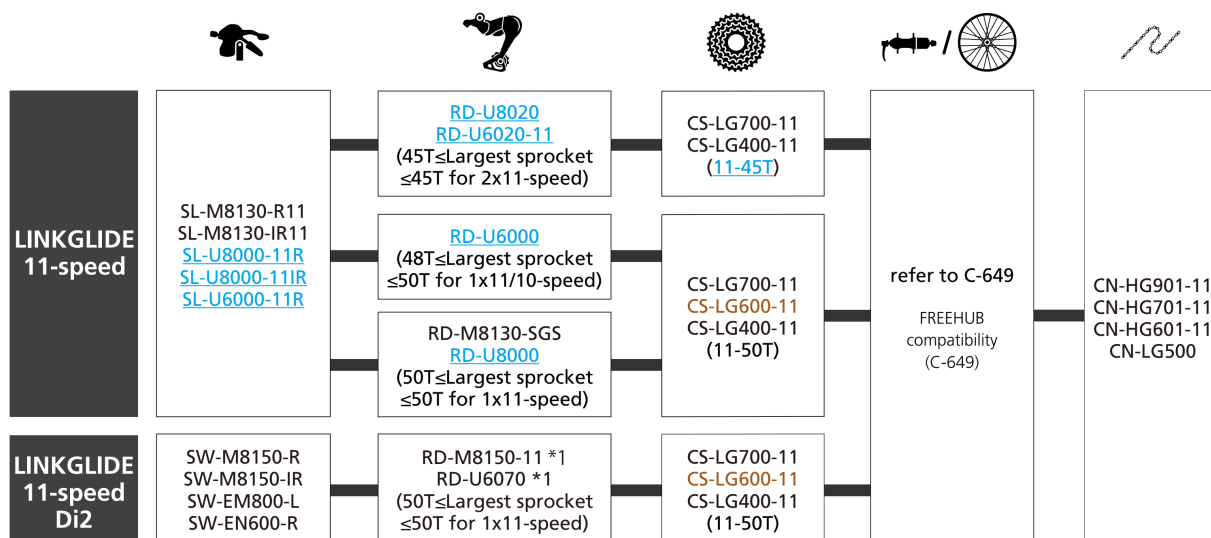 LINKGLIDE
11-speed
SL-M8130-R11
SL-M8130-IR11
SL-U8000-11R
SL-U8000-11IR
SL-U6000-11R
RD-U8020
RD-U6020-11
(45T≤Largest sprocket
≤45T for 2x11-speed)
CS-LG700-11
CS-LG400-11
(11-45T)
RD-U6000
(48T≤Largest sprocket
≤50T for 1x11/10-speed)
RD-M8130-SGS
RD-U8000
(50T≤Largest sprocket
≤50T for 1x11-speed)
CS-LG700-11
CS-LG600-11
CS-LG400-11
(11-50T)
LINKGLIDE
11-speed
Di2
SW-M8150-R
SW-M8150-IR
SW-EM800-L
SW-EN600-R
RD-M8150-11 *1
RD-U6070 *1
(50T≤Largest sprocket
≤50T for 1x11-speed)
CS-LG700-11
CS-LG600-11
CS-LG400-11
(11-50T)
refer to C-649
FREEHUB
compatibility
(C-649)
CN-HG901-11
CN-HG701-11
CN-HG601-11
CN-LG500